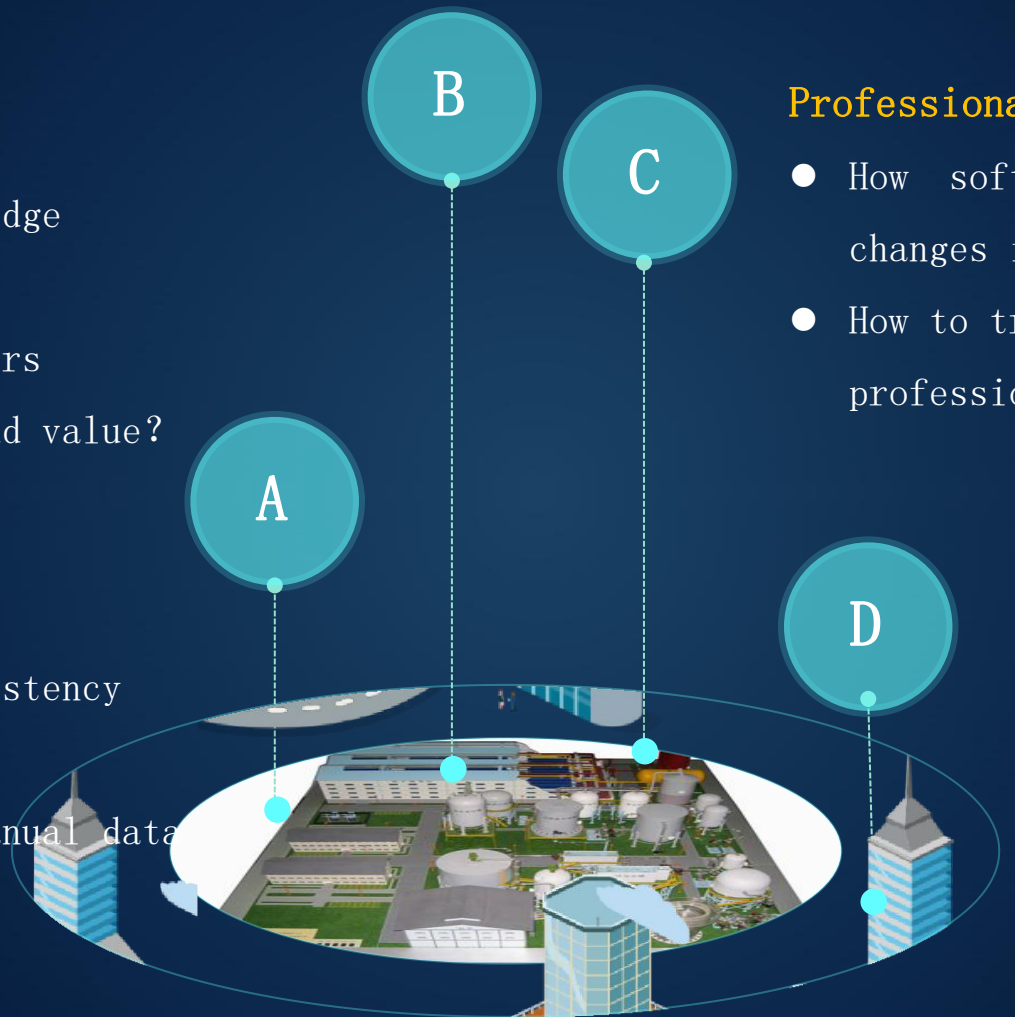 B
C
A
D
dge
rs
d value?
stency
nual data
Professiona
How soft
changes
How to tr
professio